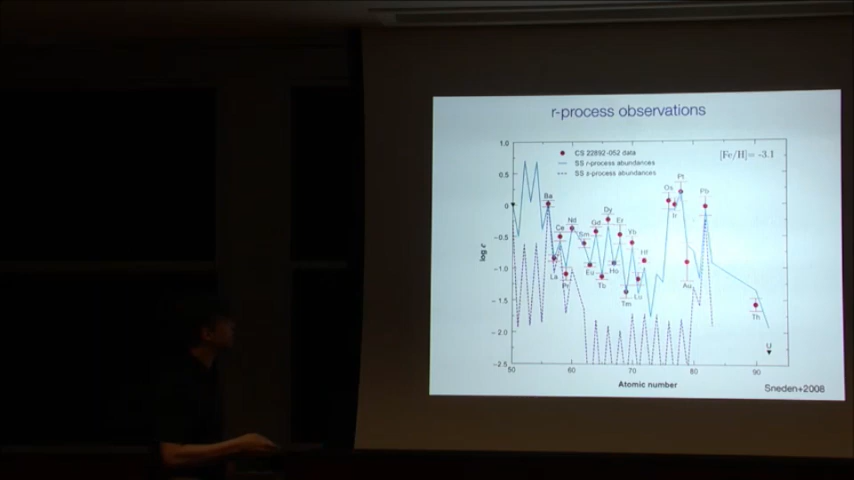 r-process observations
1.0
CS 22892-052 data
[Fe/H]= -3.1
SS r-process abundances
0.5
SS s-process abundances
Pt
Os
Pb
Ba
0
Ir
Dy
Nd
Gd
Er
Ce
Sm
Yb
−0.5
log ε
Hf
Eu
Ho
La
−1.0
Pr
Tb
Au
Lu
Tm
−1.5
Th
−2.0
U
−2.5
50
60
70
80
90
Atomic number
Sneden+2008